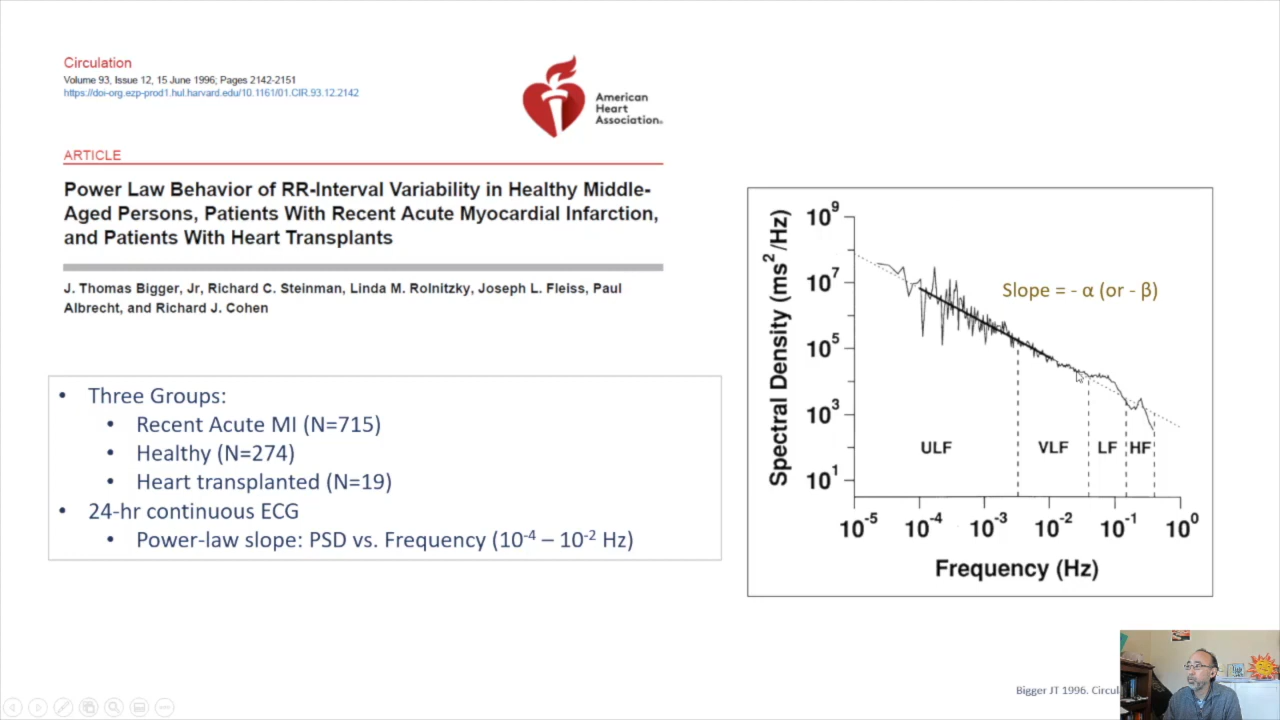 Circulation
Volume 93, Issue 12, 15 June 1996; Pages 2142-2151
https://doi-org.ezp-prod1.hul.harvard.edu/10.1161/01.CIR.93.12.2142
American
Heart
Association®
ARTICLE
Power Law Behavior of RR-Interval Variability in Healthy Middle-
Aged Persons, Patients With Recent Acute Myocardial Infarction,
and Patients With Heart Transplants
J. Thomas Bigger, Jr, Richard C. Steinman, Linda M. Rolnitzky, Joseph L. Fleiss, Paul
Albrecht, and Richard J. Cohen
• Three Groups:
• Recent Acute MI (N=715)
• Healthy (N=274)
• Heart transplanted (N=19)
• 24-hr continuous ECG
• Power-law slope: PSD vs. Frequency (10⁻⁴ – 10⁻² Hz)
Spectral Density (ms²/Hz)
10⁹
10⁷
10⁵
10³
10¹
Slope = - α (or - β)
ULF VLF LF HF
10⁻⁵ 10⁻⁴ 10⁻³ 10⁻² 10⁻¹ 10⁰
Frequency (Hz)
Bigger JT 1996. Circul